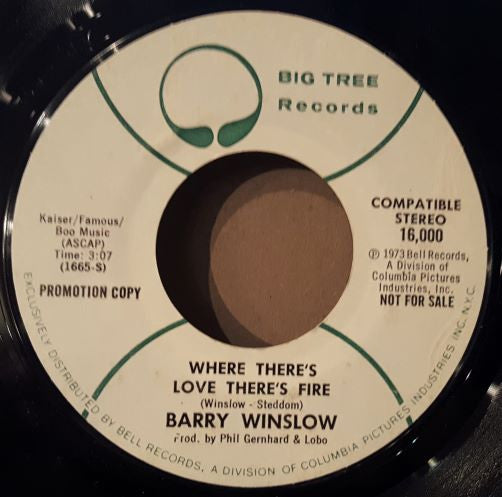 BIG TREE
Records
Kaiser/Famous/
Boo Music
(ASCAP)
Time: 3:07
(1665-S)
PROMOTION COPY
COMPATIBLE
STEREO
16,000
℗ 1973 Bell Records,
A Division of
Columbia Pictures
Industries, Inc.
NOT FOR SALE
WHERE THERE'S
LOVE THERE'S FIRE
(Winslow - Steddom)
BARRY WINSLOW
Prod. by Phil Gernhard & Lobo
EXCLUSIVELY DISTRIBUTED BY BELL RECORDS, A DIVISION OF COLUMBIA PICTURES INDUSTRIES INC. N.Y.C.